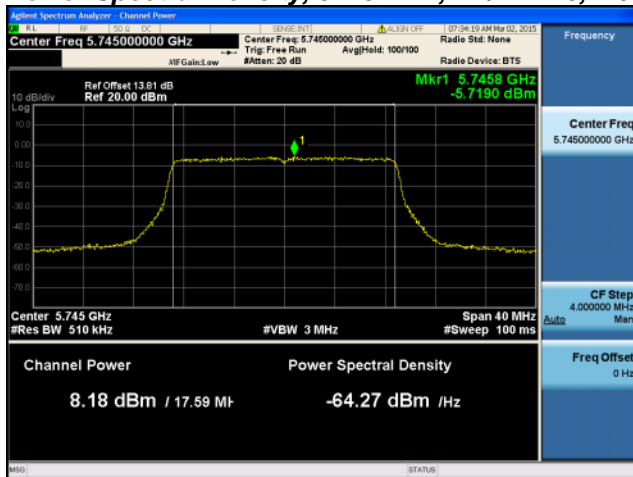 Agilent Spectrum Analyzer - Channel Power
RL RF 50 Ω DC SENSE:INT ALIGN OFF 07:34:19 AM Mar 02, 2015
Center Freq 5.745000000 GHz
Center Freq: 5.745000000 GHz
Radio Std: None
Trig: Free Run Avg|Hold: 100/100
#IFGain:Low #Atten: 20 dB Radio Device: BTS
Frequency
Ref Offset 13.81 dB
10 dB/div Ref 20.00 dBm
Mkr1 5.7458 GHz
-5.7190 dBm
Log
10.0
0.00
-10.0
-20.0
-30.0
-40.0
-50.0
-60.0
-70.0
1
Center 5.745 GHz Span 40 MHz
#Res BW 510 kHz #VBW 3 MHz #Sweep 100 ms
Channel Power Power Spectral Density
8.18 dBm / 17.59 MH -64.27 dBm /Hz
Center Freq
5.745000000 GHz
CF Step
4.000000 MHz
Auto Man
Freq Offset
0 Hz
MSG STATUS